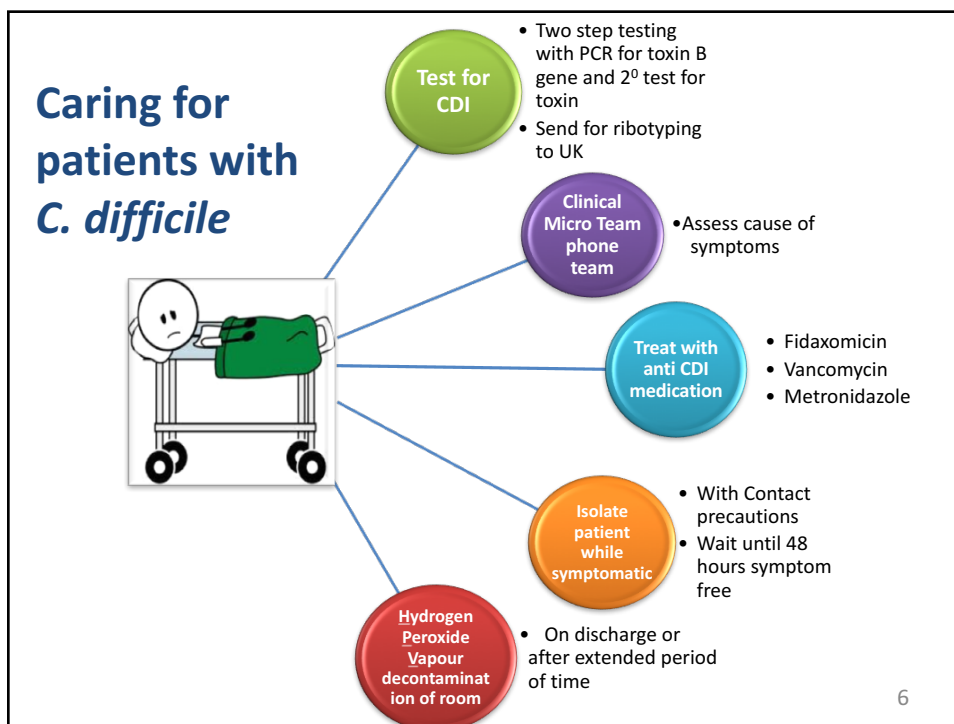 Caring for
patients with
C. difficile
Test for
CDI
• Two step testing
with PCR for toxin B
gene and 2⁰ test for
toxin
• Send for ribotyping
to UK
Clinical
Micro Team
phone
team
•Assess cause of
symptoms
Treat with
anti CDI
medication
• Fidaxomicin
• Vancomycin
• Metronidazole
Isolate
patient
while
symptomatic
• With Contact
precautions
• Wait until 48
hours symptom
free
Hydrogen
Peroxide
Vapour
decontaminat
ion of room
• On discharge or
after extended period
of time
6